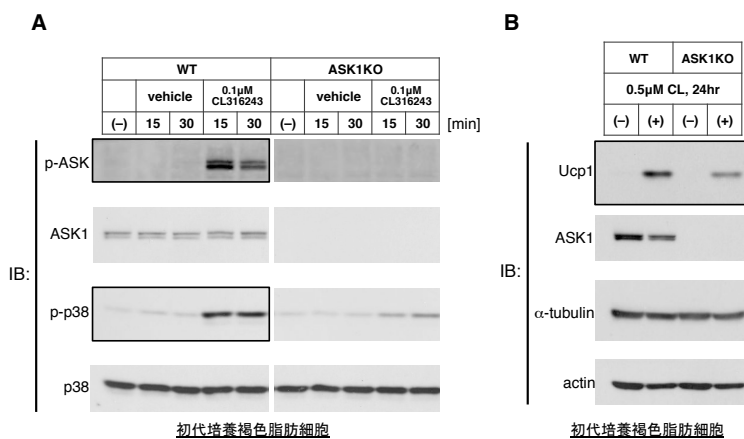 A
WT ASK1KO
vehicle 0.1μM CL316243 vehicle 0.1μM CL316243
(–) 15 30 15 30 (–) 15 30 15 30 [min]
p-ASK
ASK1
IB:
p-p38
p38
初代培養褐色脂肪細胞
B
WT ASK1KO
0.5μM CL, 24hr
(–) (+) (–) (+)
Ucp1
ASK1
IB:
α-tubulin
actin
初代培養褐色脂肪細胞